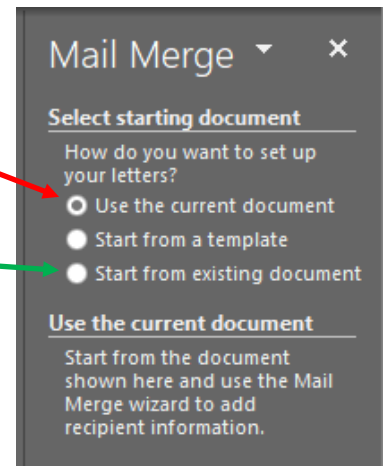 Mail Merge
Select starting document
How do you want to set up
your letters?
Use the current document
Start from a template
Start from existing document
Use the current document
Start from the document
shown here and use the Mail
Merge wizard to add
recipient information.